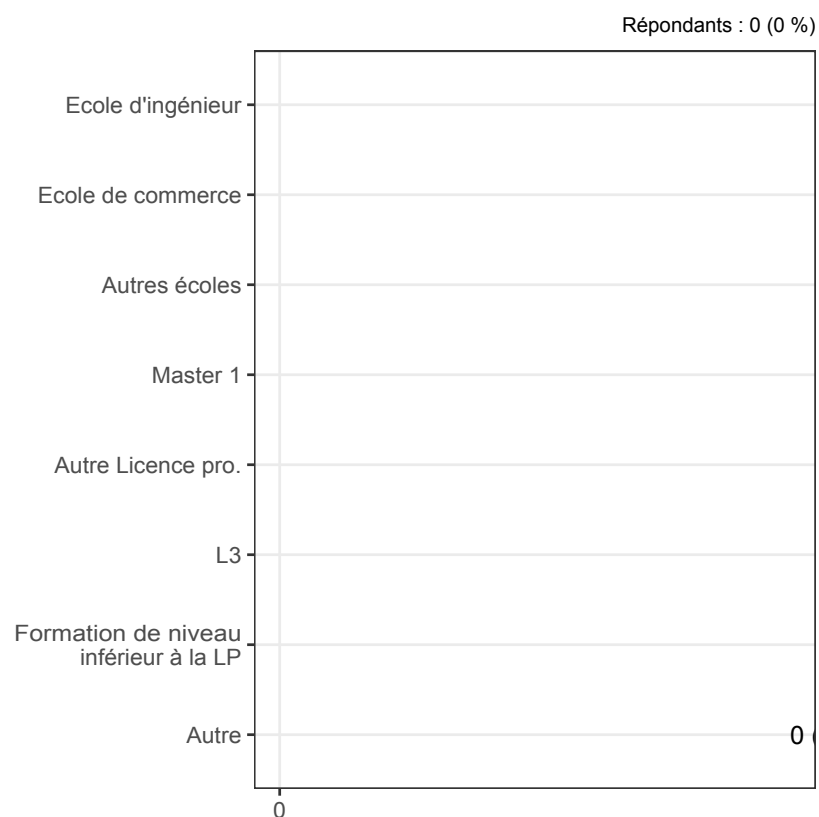 Répondants : 0 (0 %)
Ecole d'ingénieur
Ecole de commerce
Autres écoles
Master 1
Autre Licence pro.
L3
Formation de niveau
inférieur à la LP
Autre
0 (
0